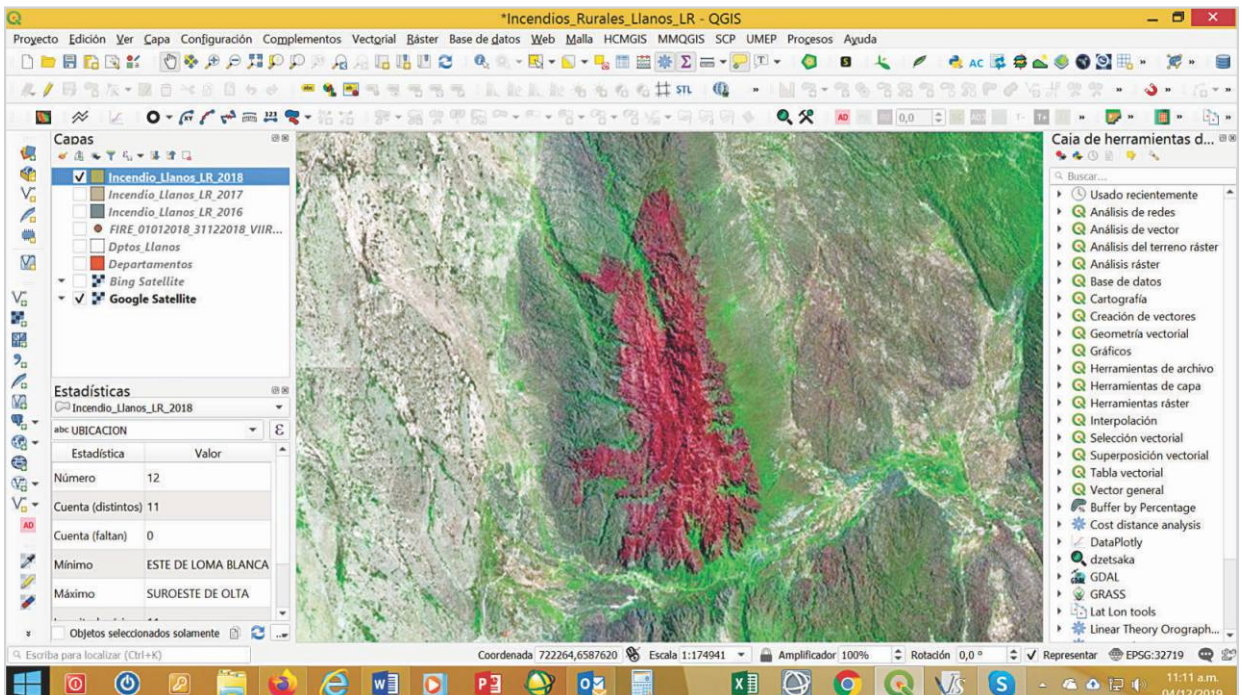 *Incendios_Rurales_Llanos_LR - QGIS
Proyecto Edición Ver Capa Configuración Complementos Vectorial Ráster Base de datos Web Malla HCMGIS MMQGIS SCP UMEP Procesos Ayuda
AC
STL
AD
0,0
Capas
Incendio_Llanos_LR_2018
Incendio_Llanos_LR_2017
Incendio_Llanos_LR_2016
FIRE_01012018_31122018_VIIR...
Dptos_Llanos
Departamentos
Bing Satellite
Google Satellite
Estadísticas
Incendio_Llanos_LR_2018
abc UBICACION
Estadística Valor
Número 12
Cuenta (distintos) 11
Cuenta (faltan) 0
Mínimo ESTE DE LOMA BLANCA
Máximo SUROESTE DE OLTA
Objetos seleccionados solamente
AD
Caja de herramientas d...
Buscar...
Usado recientemente
Análisis de redes
Análisis de vector
Análisis del terreno ráster
Análisis ráster
Base de datos
Cartografía
Creación de vectores
Geometría vectorial
Gráficos
Herramientas de archivo
Herramientas de capa
Herramientas ráster
Interpolación
Selección vectorial
Superposición vectorial
Tabla vectorial
Vector general
Buffer by Percentage
Cost distance analysis
DataPlotly
dzetsaka
GDAL
GRASS
Lat Lon tools
Linear Theory Orograph...
Escriba para localizar (Ctrl+K) Coordenada 722264,6587620 Escala 1:174941 Amplificador 100% Rotación 0,0 ° Representar EPSG:32719
11:11 a.m.
04/12/2019